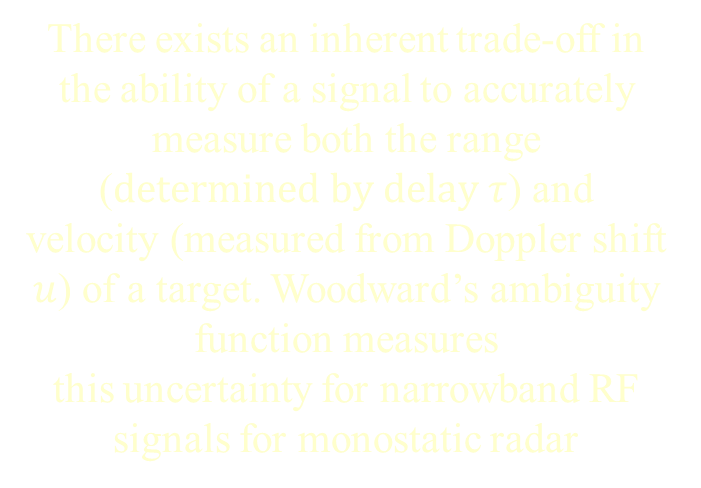 There exists an inherent trade-off in
the ability of a signal to accurately
measure both the range
(determined by delay τ) and
velocity (measured from Doppler shift
u) of a target. Woodward’s ambiguity
function measures
this uncertainty for narrowband RF
signals for monostatic radar